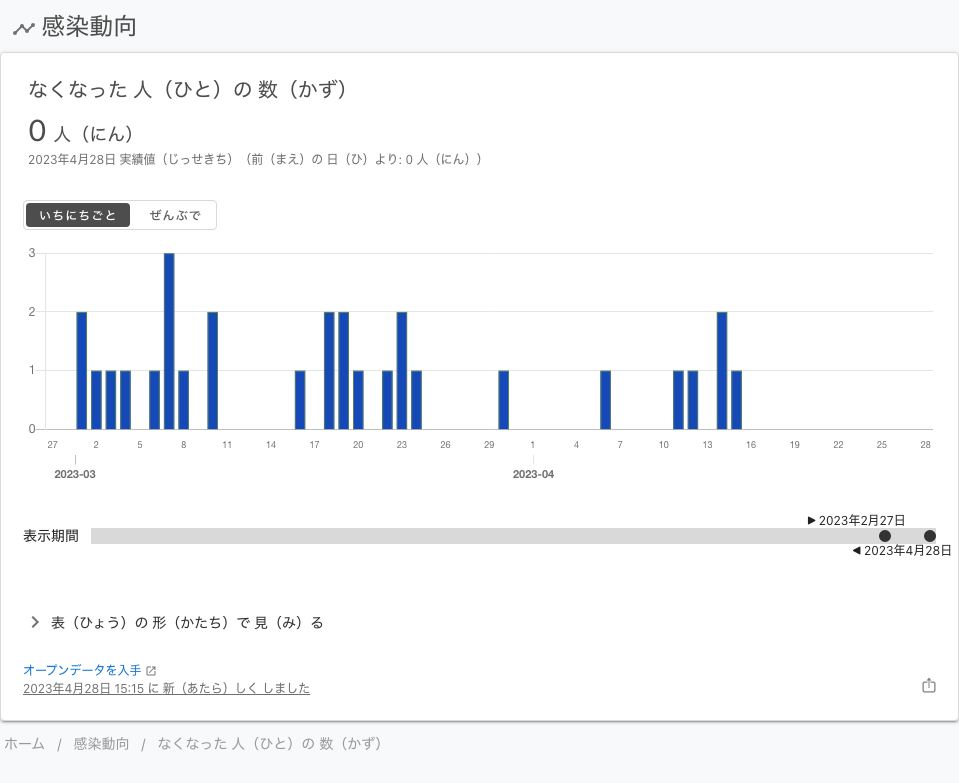 感染動向
なくなった 人（ひと）の 数（かず）
0 人（にん）
2023年4月28日 実績値（じっせきち）（前（まえ）の 日（ひ）より: 0 人（にん））
いちにちごと ぜんぶで
3
2
1
0
27 2 5 8 11 14 17 20 23 26 29 1 4 7 10 13 16 19 22 25 28
2023-03 2023-04
▶ 2023年2月27日
表示期間
◀ 2023年4月28日
表（ひょう）の 形（かたち）で 見（み）る
オープンデータを入手
2023年4月28日 15:15 に 新（あたら）しく しました
ホーム / 感染動向 / なくなった 人（ひと）の 数（かず）